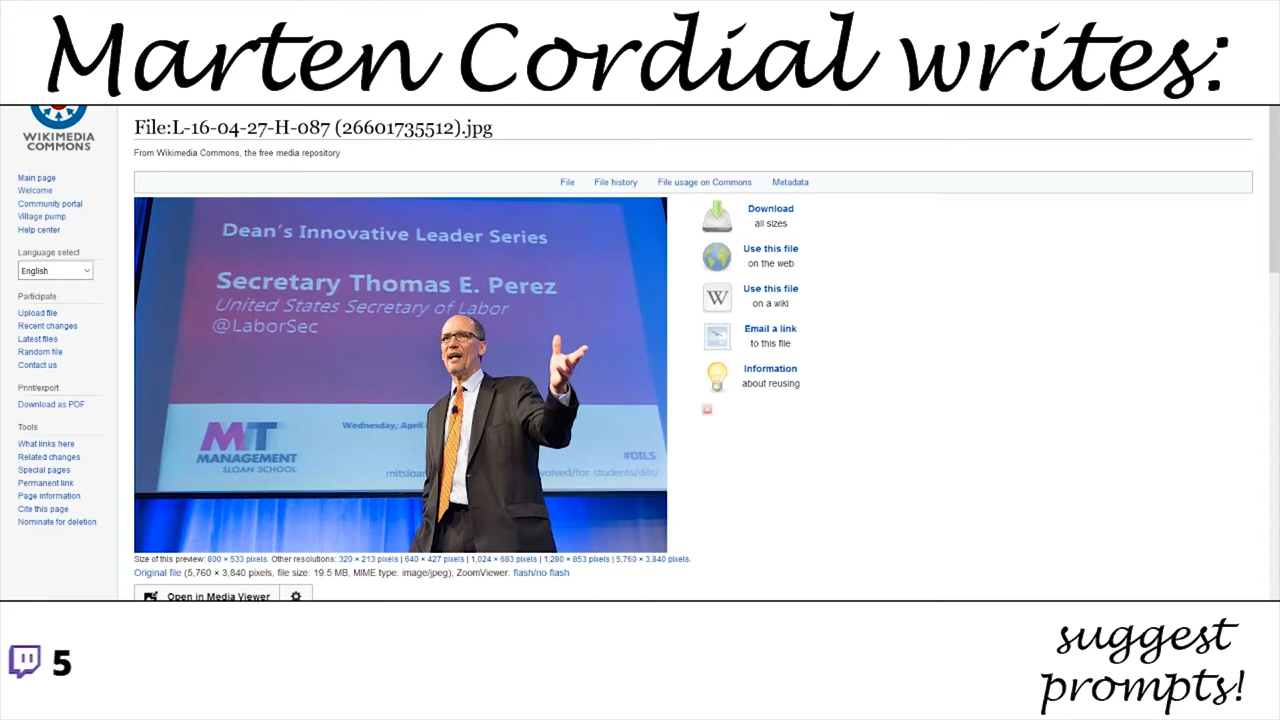 Marten Cordial writes:
WIKIMEDIA
COMMONS
Main page
Welcome
Community portal
Village pump
Help center
Language select
English
Participate
Upload file
Recent changes
Latest files
Random file
Contact us
Print/export
Download as PDF
Tools
What links here
Related changes
Special pages
Permanent link
Page information
Cite this page
Nominate for deletion
File:L-16-04-27-H-087 (26601735512).jpg
From Wikimedia Commons, the free media repository
File File history File usage on Commons Metadata
Dean's Innovative Leader Series
Secretary Thomas E. Perez
United States Secretary of Labor
@LaborSec
MIT
MANAGEMENT
SLOAN SCHOOL
Wednesday, April
#DILS
mitsloan
volved/for students/dils/
Download
all sizes
Use this file
on the web
W
Use this file
on a wiki
Email a link
to this file
Information
about reusing
Size of this preview: 800 × 533 pixels. Other resolutions: 320 × 213 pixels | 640 × 427 pixels | 1,024 × 683 pixels | 1,280 × 853 pixels | 5,760 × 3,840 pixels.
Original file (5,760 × 3,840 pixels, file size: 19.5 MB, MIME type: image/jpeg); ZoomViewer: flash/no flash
Open in Media Viewer
5
suggest
prompts!